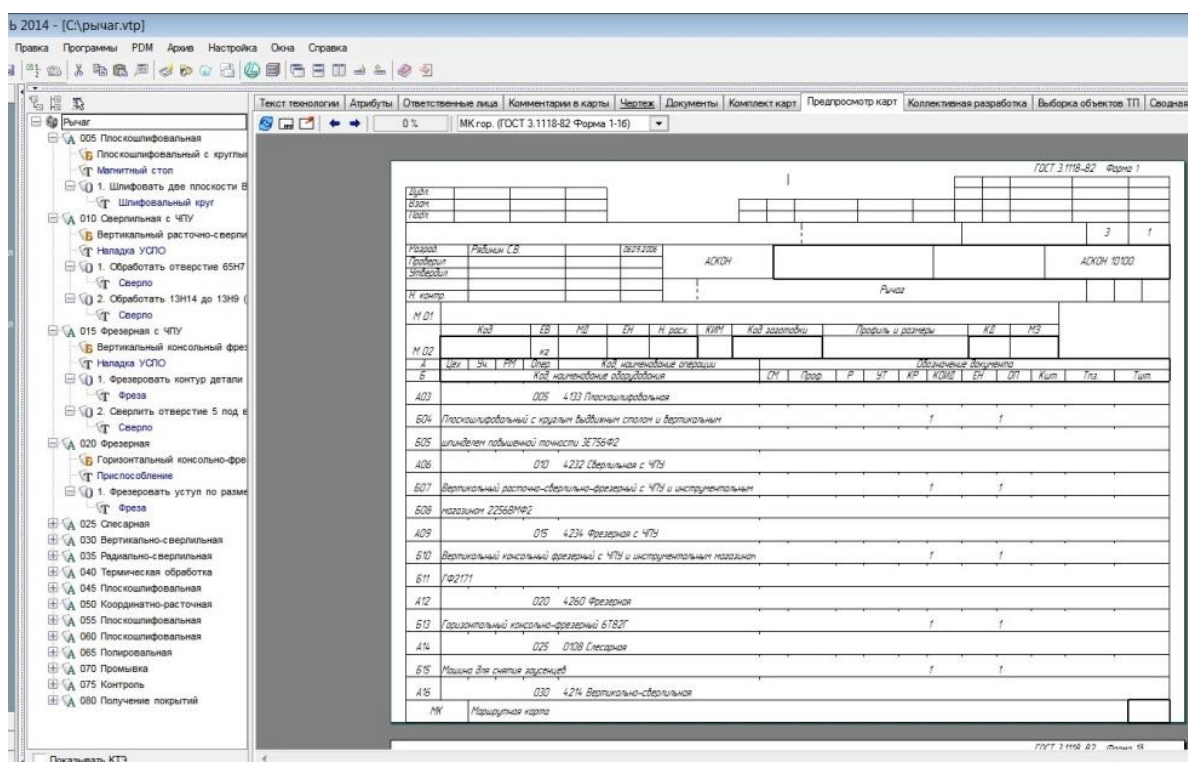 Ь 2014 - [C:\рычаг.vtp]
Правка Программы PDM Архив Настройка Окна Справка
Текст технологии Атрибуты Ответственные лица Комментарии в карты Чертеж Документы Комплект карт Предпросмотр карт Коллективная разработка Выборка объектов ТП Сводная
0 % МК гор. (ГОСТ 3.1118-82 Форма 1-1б)
Рычаг
005 Плоскошлифовальная
Плоскошлифовальный с круглы
Магнитный стол
1. Шлифовать две плоскости В
Шлифовальный круг
010 Сверлильная с ЧПУ
Вертикальный расточно-сверли
Наладка УСПО
1. Обработать отверстие 65Н7
Сверло
2. Обработать 13Н14 до 13Н9 (
Сверло
015 Фрезерная с ЧПУ
Вертикальный консольный фрез
Наладка УСПО
1. Фрезеровать контур детали
Фреза
2. Сверлить отверстие 5 под в
Сверло
020 Фрезерная
Горизонтальный консольно-фре
Приспособление
1. Фрезеровать уступ по разме
Фреза
025 Слесарная
030 Вертикально-сверлильная
035 Радиально-сверлильная
040 Термическая обработка
045 Плоскошлифовальная
050 Координатно-расточная
055 Плоскошлифовальная
060 Плоскошлифовальная
065 Полировальная
070 Промывка
075 Контроль
080 Получение покрытий
Показывать КТЭ
ГОСТ 3.1118-82 Форма 1
Дубл.
Взам.
Подл.
3 1
Разраб. Рядинин С.В.
Проверил АСКОН АСКОН 10100.
Утвердил
Рычаг
Н. контр.
М 01
Код ЕВ МД ЕН Н. расх. КИМ Код заготовки Профиль и размеры КД МЗ
М 02 кг
А Цех Уч. РМ Опер. Код, наименование операции Обозначение документа
Б Код, наименование оборудования СМ Проф. Р УТ КР КОИД ЕН ОП Кшт. Тпз. Тшт.
А03 005 4133 Плоскошлифовальная
Б04 Плоскошлифовальный с круглым выдвижным столом и вертикальным 1 1
Б05 шпинделем повышенной точности 3Е756Ф2
А06 010 4232 Сверлильная с ЧПУ
Б07 Вертикальный расточно-сверлильно-фрезерный с ЧПУ и инструментальным 1 1
Б08 магазином 2256ВМФ2
А09 015 4234 Фрезерная с ЧПУ
Б10 Вертикальный консольный фрезерный с ЧПУ и инструментальным магазином 1 1
Б11 ГФ2171
А12 020 4260 Фрезерная
Б13 Горизонтальный консольно-фрезерный 6Т82Г 1 1
А14 025 0108 Слесарная
Б15 Машина для снятия заусенцев 1 1
А16 030 4214 Вертикально-сверлильная
МК Маршрутная карта
ГОСТ 3.1118-82 Форма 1б